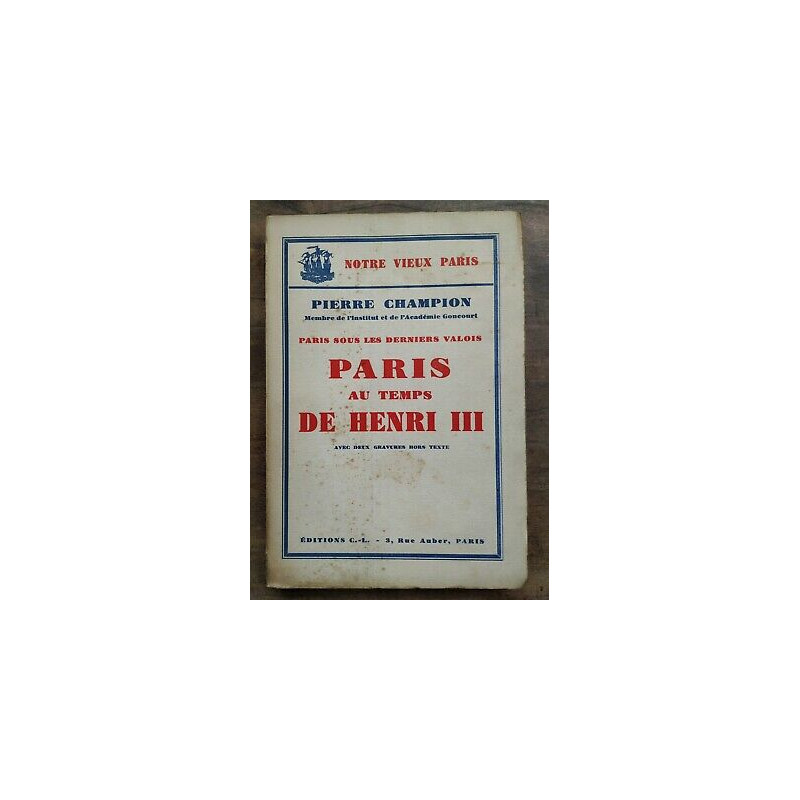 NOTRE VIEUX PARIS
PIERRE CHAMPION
Membre de l'Institut et de l'Académie Goncourt
PARIS SOUS LES DERNIERS VALOIS
PARIS
AU TEMPS
DE HENRI III
AVEC DEUX GRAVURES HORS TEXTE
ÉDITIONS C.-L. - 3, Rue Auber, PARIS